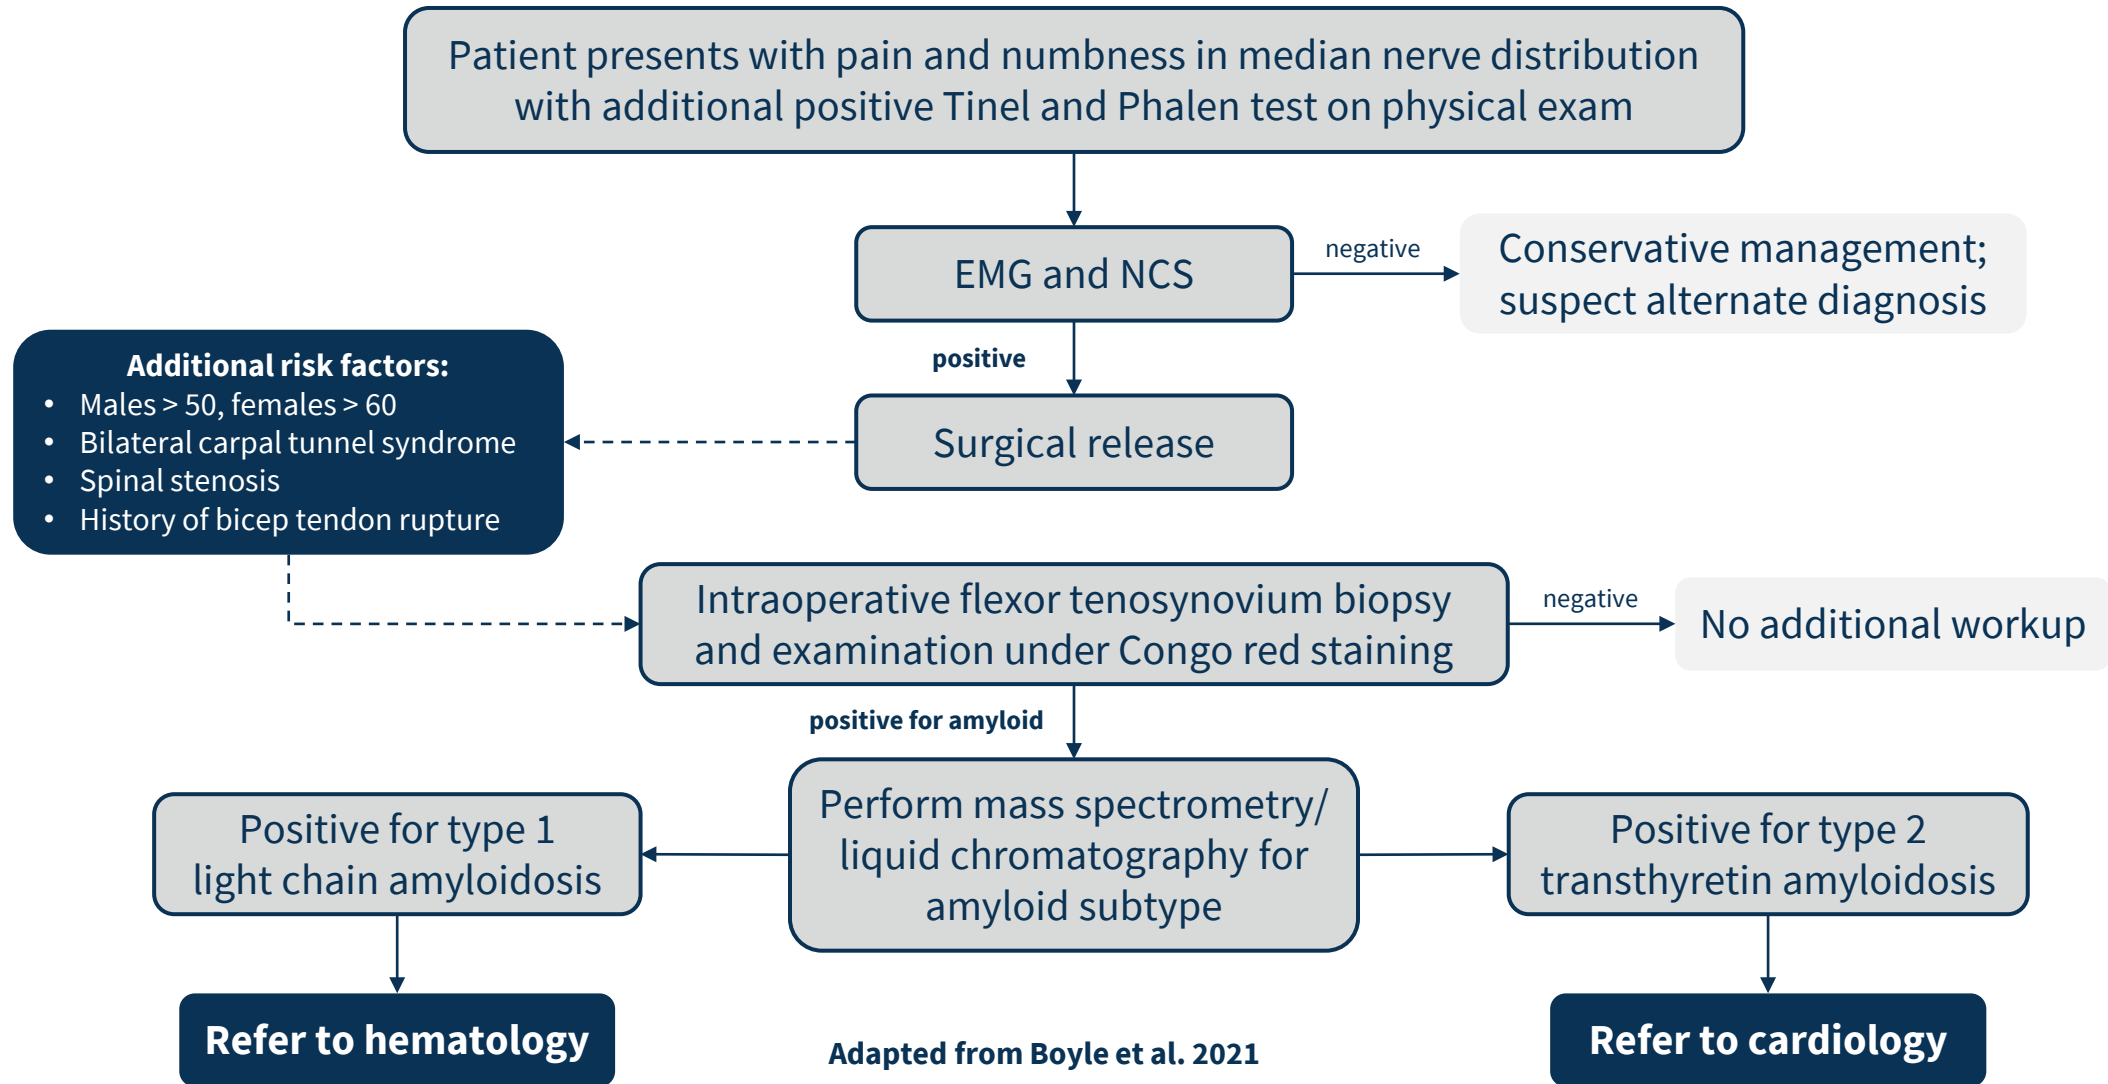 Patient presents with pain and numbness in median nerve distribution
with additional positive Tinel and Phalen test on physical exam
EMG and NCS
negative
Conservative management;
suspect alternate diagnosis
positive
Surgical release
Additional risk factors:
• Males > 50, females > 60
• Bilateral carpal tunnel syndrome
• Spinal stenosis
• History of bicep tendon rupture
Intraoperative flexor tenosynovium biopsy
and examination under Congo red staining
negative
No additional workup
positive for amyloid
Perform mass spectrometry/
liquid chromatography for
amyloid subtype
Positive for type 1
light chain amyloidosis
Positive for type 2
transthyretin amyloidosis
Refer to hematology
Refer to cardiology
Adapted from Boyle et al. 2021